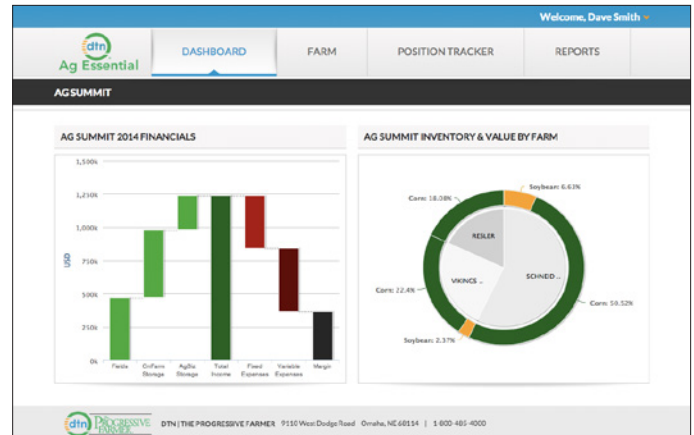 Welcome, Dave Smith
dtn
Ag Essential
DASHBOARD
FARM
POSITION TRACKER
REPORTS
AG SUMMIT
AG SUMMIT 2014 FINANCIALS
1,500k
1,250k
1,000k
750k
500k
250k
0k
USD
Fields
OnFarm Storage
AgSta Storage
Total Income
Fixed Expenses
Variable Expenses
Margin
AG SUMMIT INVENTORY & VALUE BY FARM
Soybean: 6.63%
Corn: 18.08%
RESLER
VIKINGS ..
SCHNEID ...
Corn: 22.4%
Corn: 50.52%
Soybean: 2.37%
dtn
PROGRESSIVE FARMER
DTN | THE PROGRESSIVE FARMER 9110 West Dodge Road Omaha, NE 68114 | 1-800-485-4000